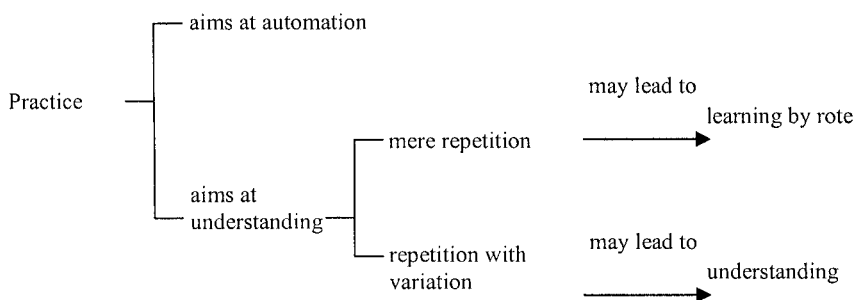 aims at automation
Practice
may lead to
learning by rote
mere repetition
aims at
understanding
may lead to
repetition with
variation
understanding